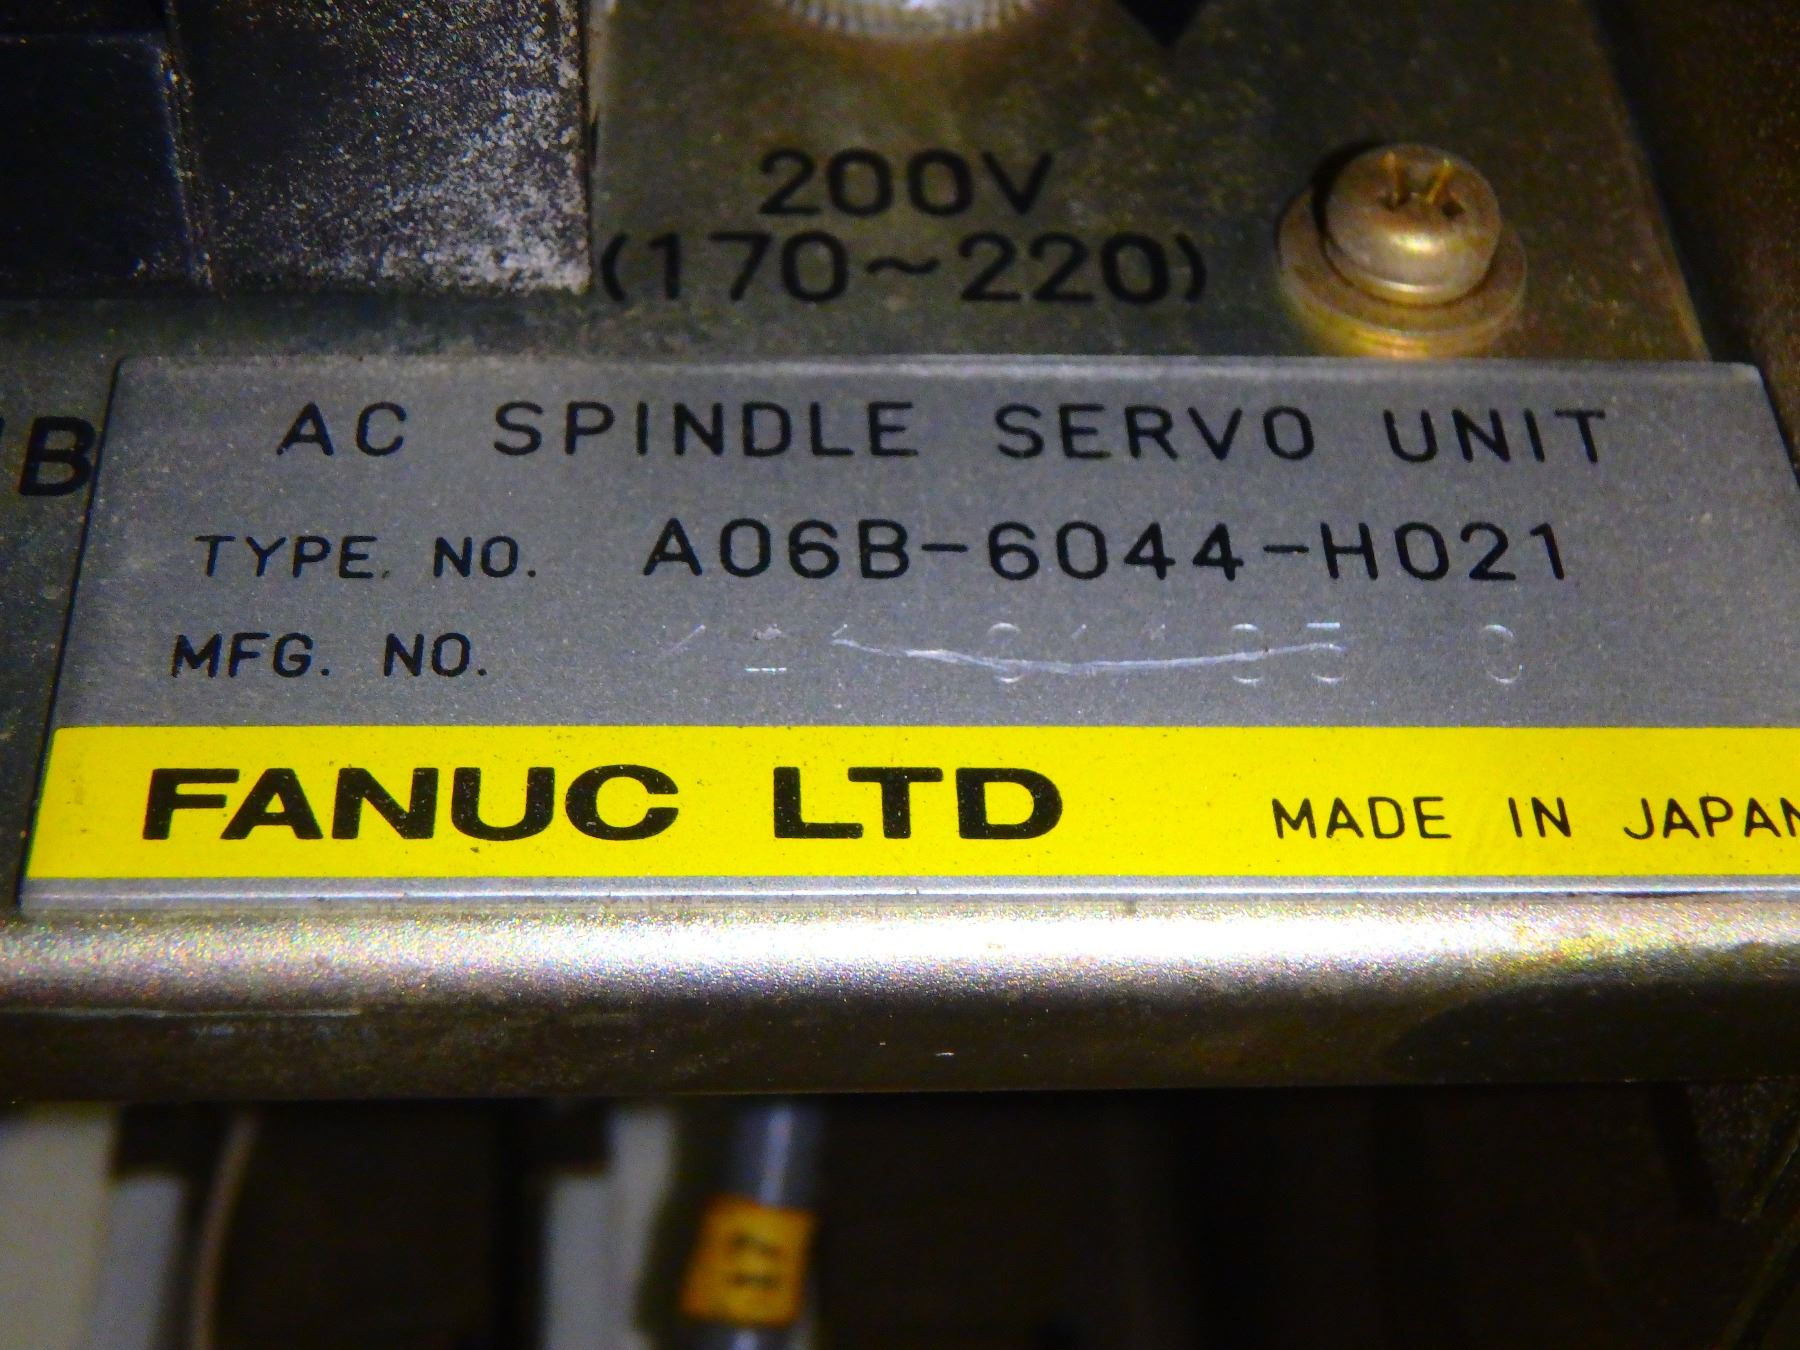 200V
(170~220)
AC SPINDLE SERVO UNIT
TYPE. NO. A06B-6044-H021
MFG. NO.
FANUC LTD MADE IN JAPAN